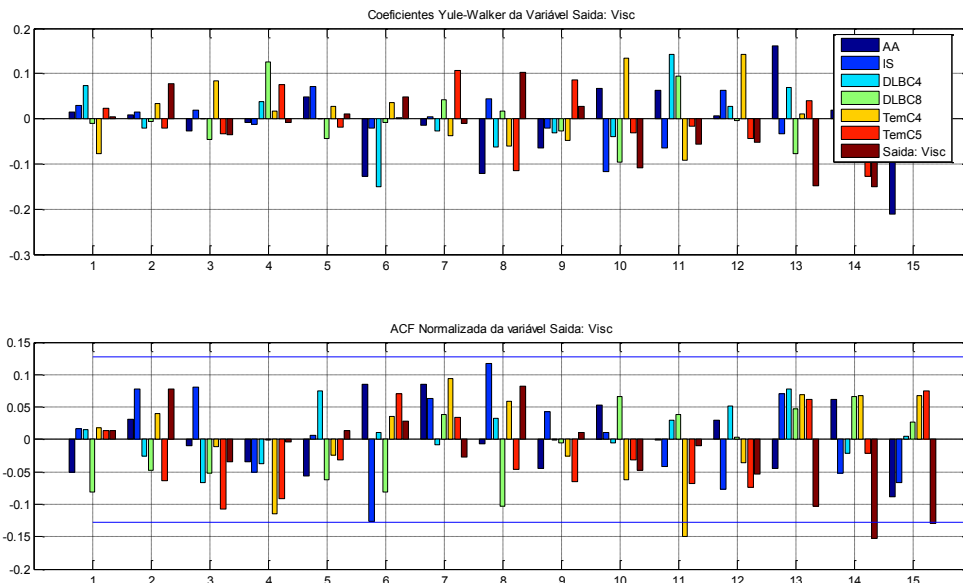 Coeficientes Yule-Walker da Variável Saida: Visc
0.2
0.1
0
-0.1
-0.2
-0.3
AA
IS
DLBC4
DLBC8
TemC4
TemC5
Saida: Visc
1 2 3 4 5 6 7 8 9 10 11 12 13 14 15
ACF Normalizada da variável Saida: Visc
0.15
0.1
0.05
0
-0.05
-0.1
-0.15
-0.2
1 2 3 4 5 6 7 8 9 10 11 12 13 14 15